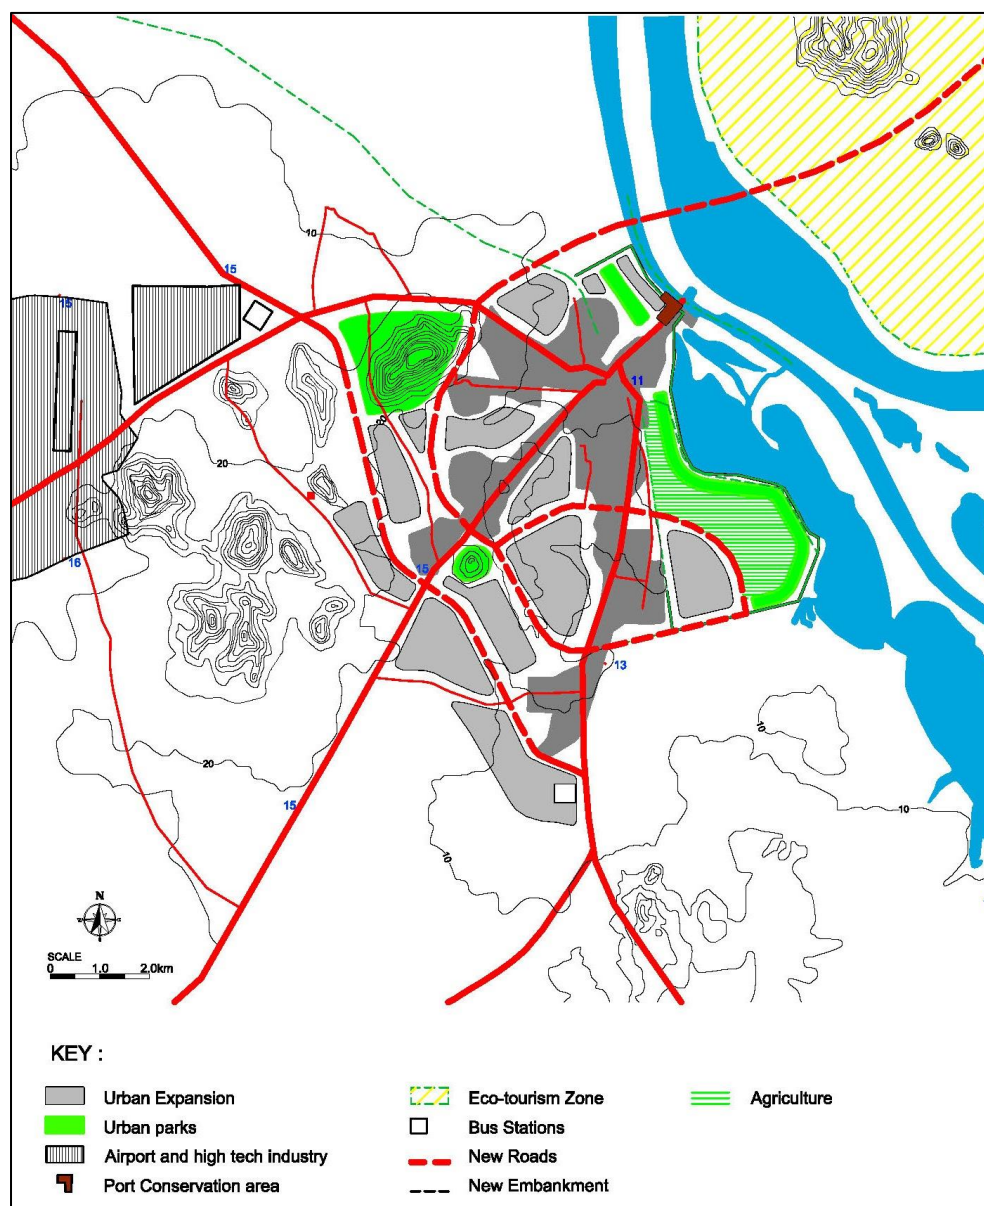 10
15
15
11
20
80
16
15
13
10
20
15
10
10
N
SCALE
0 1.0 2.0km
KEY :
Urban Expansion
Urban parks
Airport and high tech industry
Port Conservation area
Eco-tourism Zone
Bus Stations
New Roads
New Embankment
Agriculture